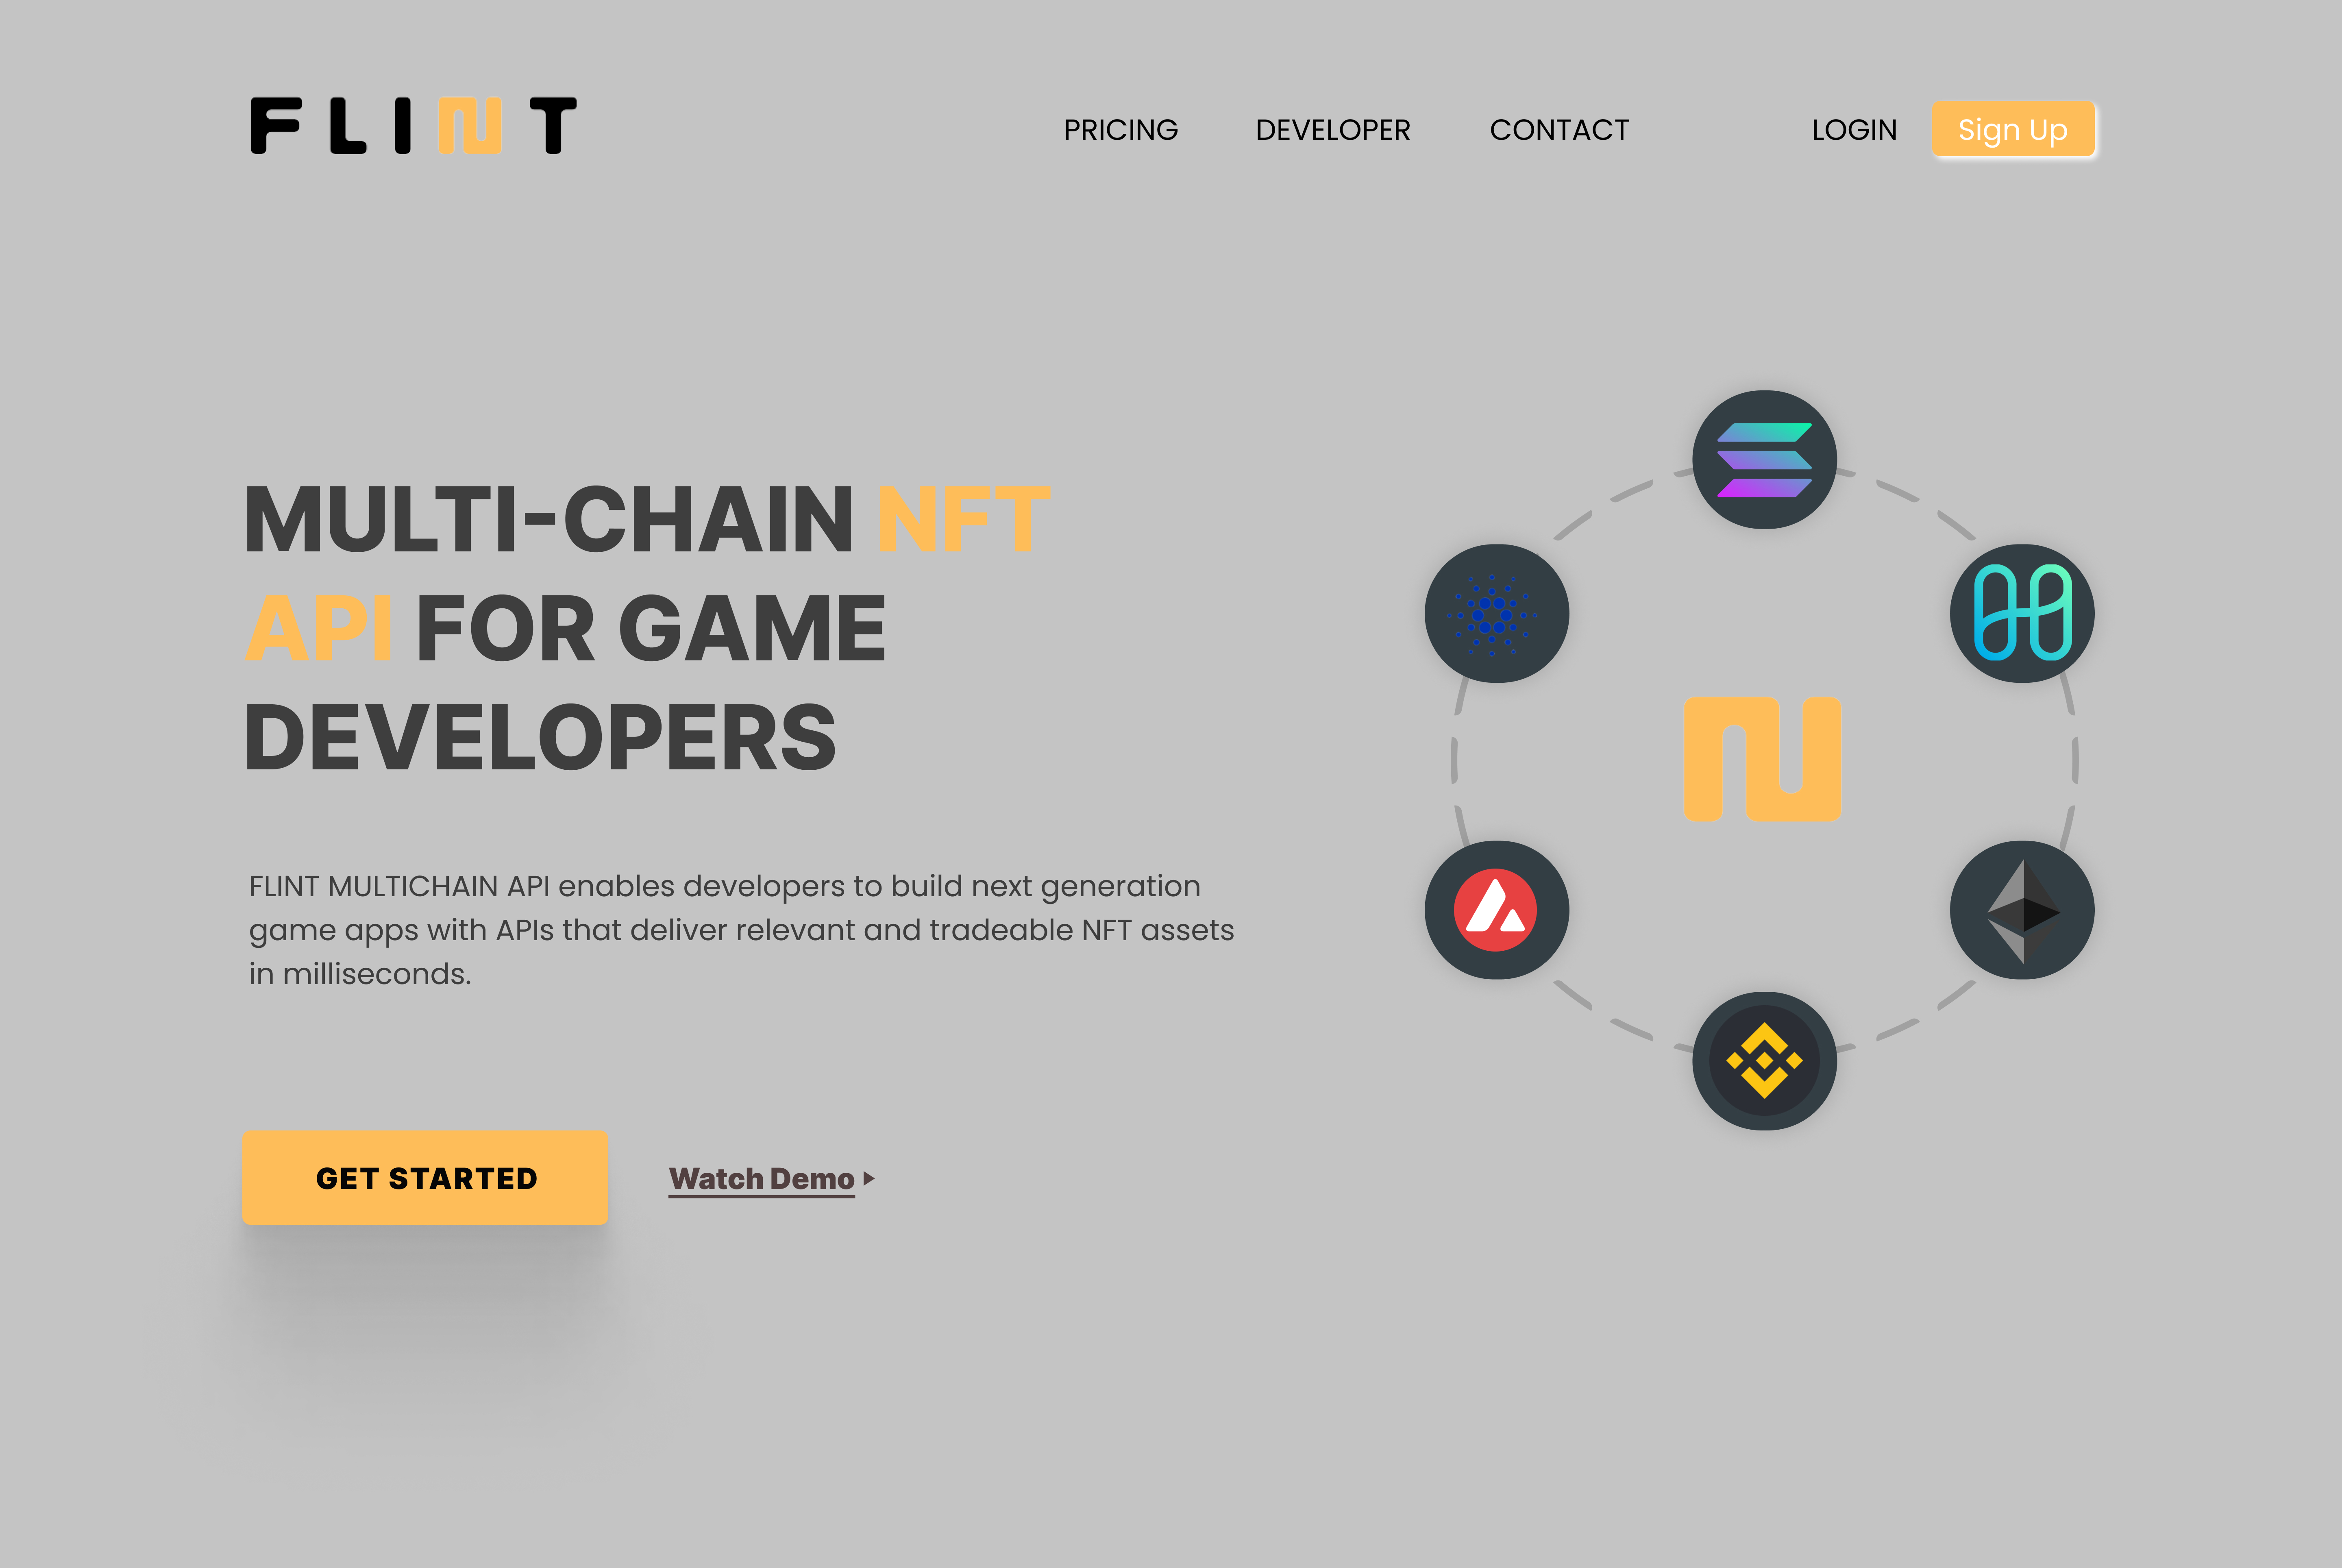 FLINT
PRICING DEVELOPER CONTACT LOGIN Sign Up
MULTI-CHAIN NFT
API FOR GAME
DEVELOPERS
FLINT MULTICHAIN API enables developers to build next generation
game apps with APIs that deliver relevant and tradeable NFT assets
in milliseconds.
GET STARTED Watch Demo